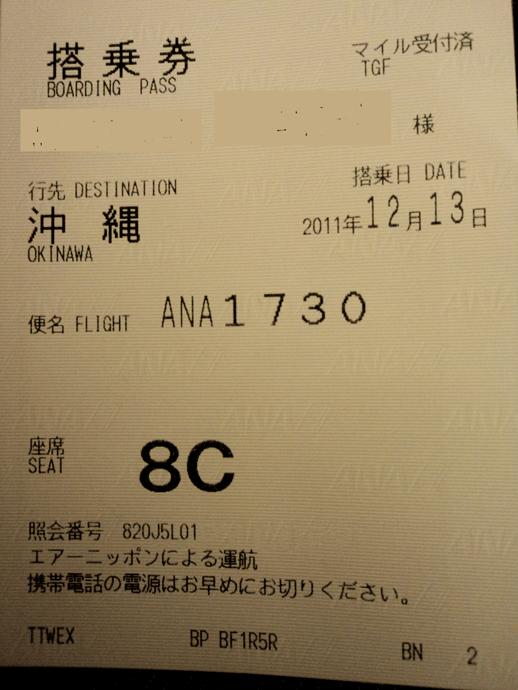 搭乗券
BOARDING PASS
マイル受付済
TGF
様
行先 DESTINATION
沖縄
OKINAWA
搭乗日 DATE
2011年12月13日
便名 FLIGHT ANA1730
座席
SEAT
8C
照会番号 820J5L01
エアーニッポンによる運航
携帯電話の電源はお早めにお切りください。
TTWEX BP BF1R5R BN 2